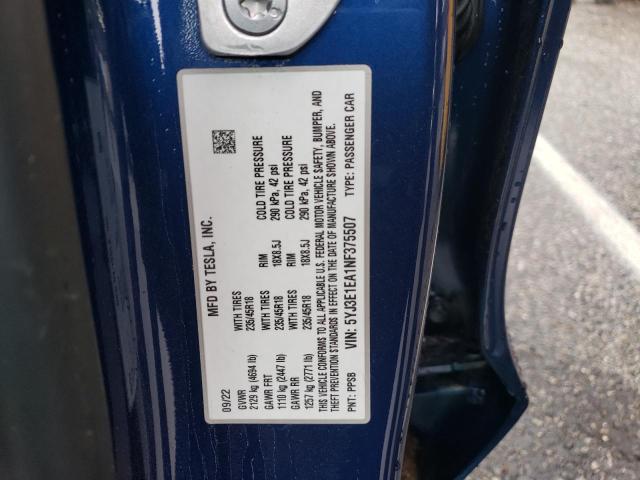 MFD BY TESLA, INC.
09/22
GVWR WITH TIRES RIM COLD TIRE PRESSURE
2129 kg (4694 lb) 235/45R18 18X8.5J 290 kPa, 42 psi
GAWR FRT WITH TIRES RIM COLD TIRE PRESSURE
1110 kg (2447 lb) 235/45R18 18X8.5J 290 kPa, 42 psi
GAWR RR
1257 kg (2771 lb)
THIS VEHICLE CONFORMS TO ALL APPLICABLE U.S. FEDERAL MOTOR VEHICLE SAFETY, BUMPER, AND
THEFT PREVENTION STANDARDS IN EFFECT ON THE DATE OF MANUFACTURE SHOWN ABOVE.
VIN: 5YJ3E1EA1NF375507
PNT: PPSB TYPE: PASSENGER CAR